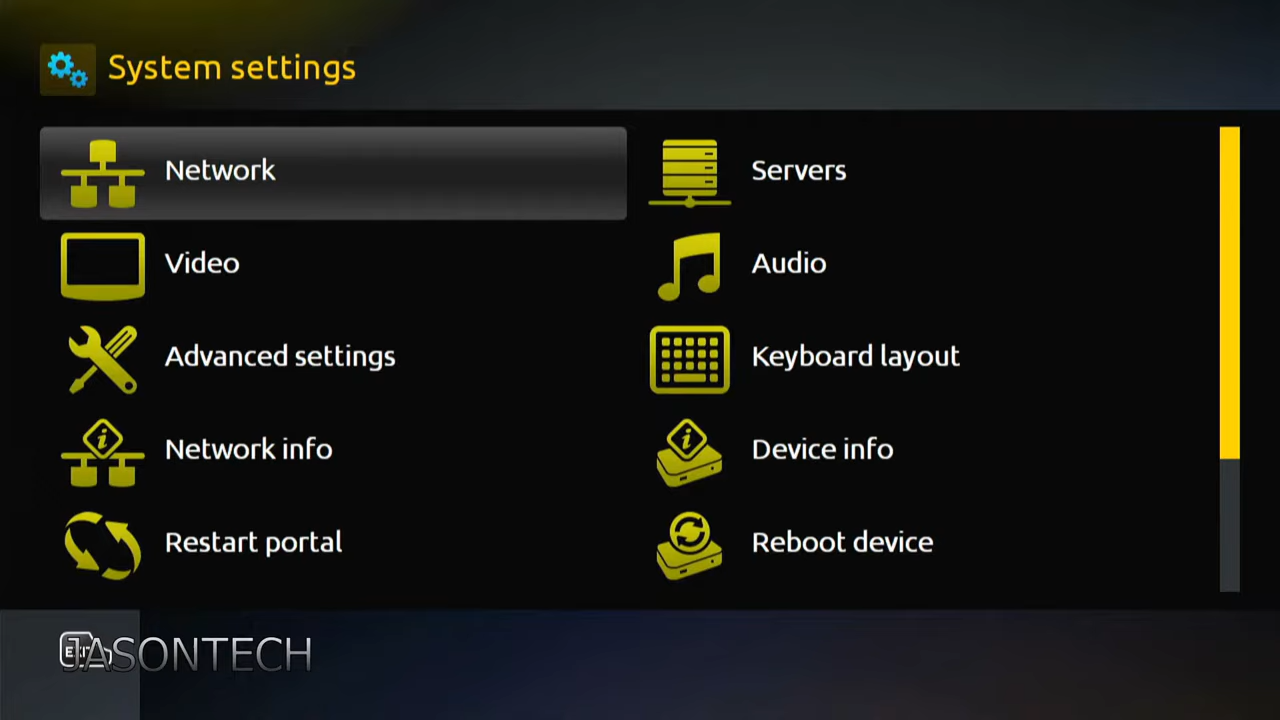 System settings
Network
Servers
Video
Audio
Advanced settings
Keyboard layout
Network info
Device info
Restart portal
Reboot device
EXIT
JASONTECH